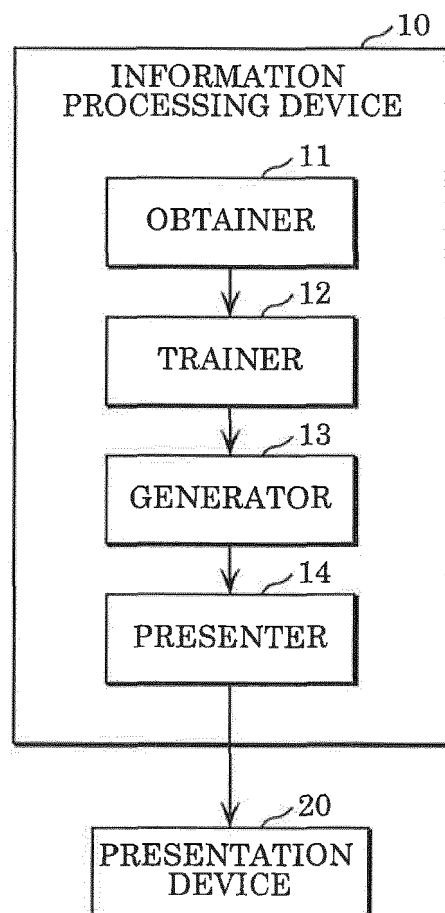 10
INFORMATION
PROCESSING DEVICE
11
OBTAINER
12
TRAINER
13
GENERATOR
14
PRESENTER
20
PRESENTATION
DEVICE